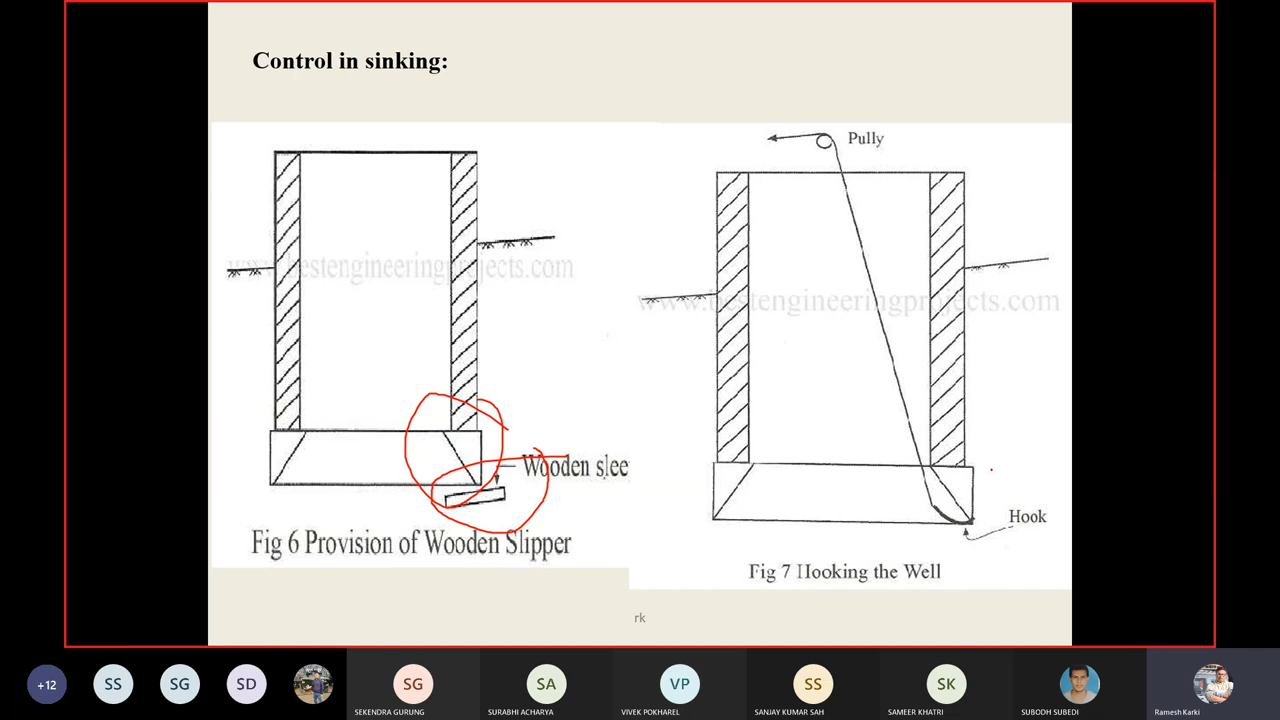 Control in sinking:
Pully
www.bestengineeringprojects.com
www.bestengineeringprojects.com
Wooden slee
Hook
Fig 6 Provision of Wooden Slipper
Fig 7 Hooking the Well
rk
+12
SS
SG
SD
SG
SEKENDRA GURUNG
SA
SURABHI ACHARYA
VP
VIVEK POKHAREL
SS
SANJAY KUMAR SAH
SK
SAMEER KHATRI
SUBODH SUBEDI
Ramesh Karki